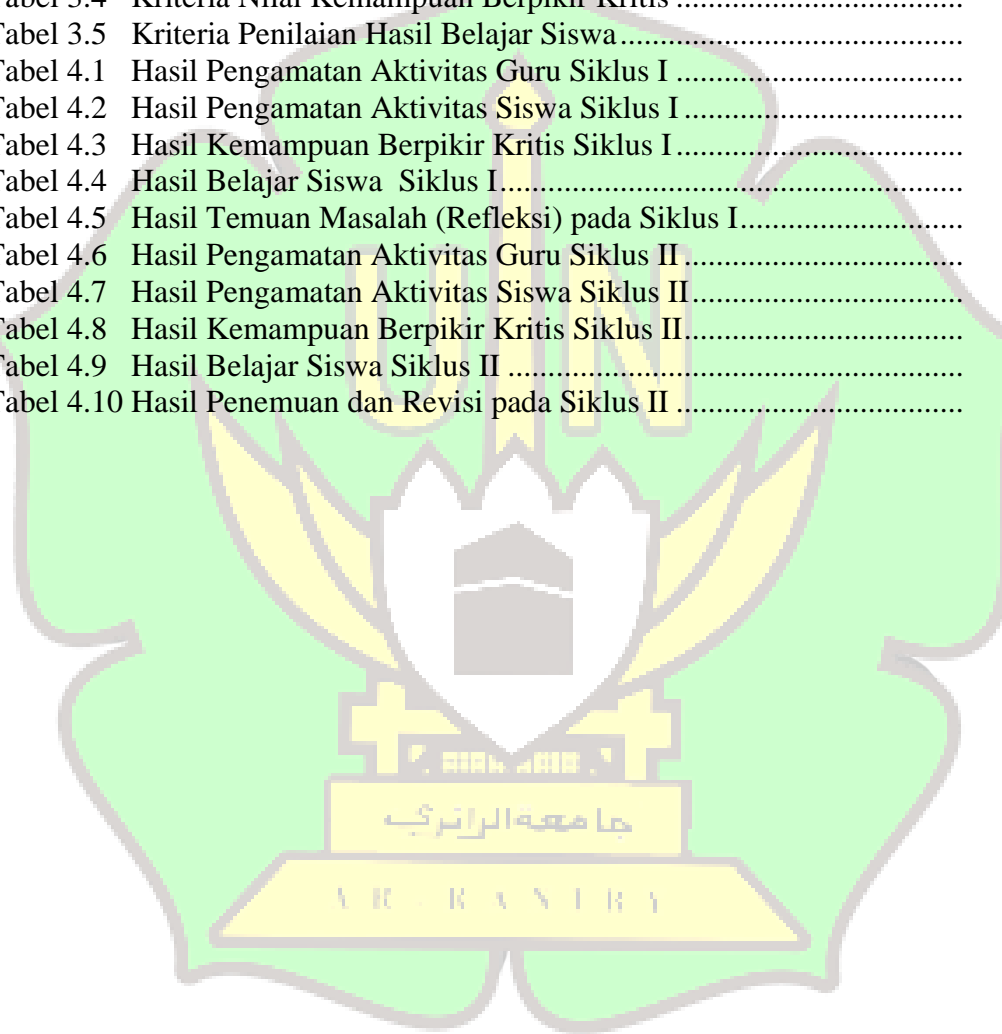 Tabel 3.4 Kriteria Nilai Kemampuan Berpikir Kritis ....................................
Tabel 3.5 Kriteria Penilaian Hasil Belajar Siswa...........................................
Tabel 4.1 Hasil Pengamatan Aktivitas Guru Siklus I ....................................
Tabel 4.2 Hasil Pengamatan Aktivitas Siswa Siklus I...................................
Tabel 4.3 Hasil Kemampuan Berpikir Kritis Siklus I....................................
Tabel 4.4 Hasil Belajar Siswa Siklus I..........................................................
Tabel 4.5 Hasil Temuan Masalah (Refleksi) pada Siklus I............................
Tabel 4.6 Hasil Pengamatan Aktivitas Guru Siklus II ...................................
Tabel 4.7 Hasil Pengamatan Aktivitas Siswa Siklus II..................................
Tabel 4.8 Hasil Kemampuan Berpikir Kritis Siklus II...................................
Tabel 4.9 Hasil Belajar Siswa Siklus II .........................................................
Tabel 4.10 Hasil Penemuan dan Revisi pada Siklus II ....................................
UIN
جامعة الرانري
AR-RANIRY